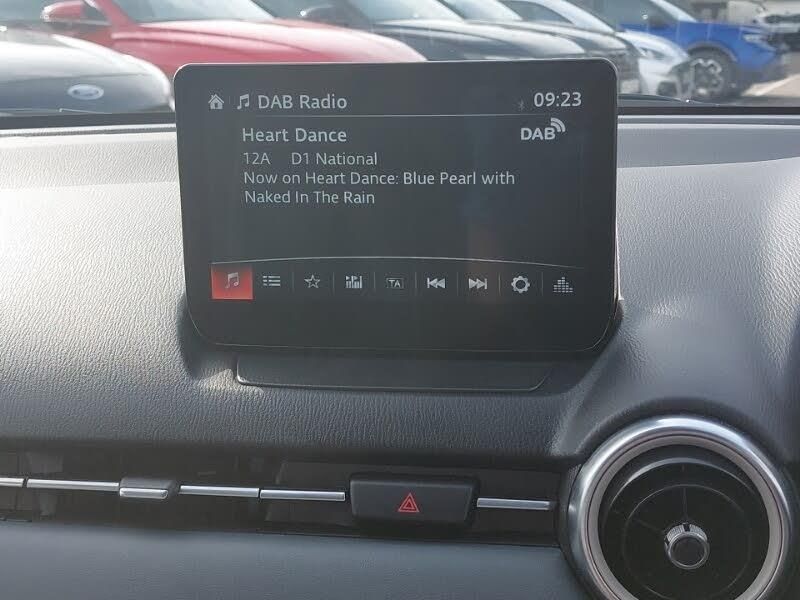 DAB Radio
09:23
Heart Dance
DAB
12A D1 National
Now on Heart Dance: Blue Pearl with
Naked In The Rain
TA